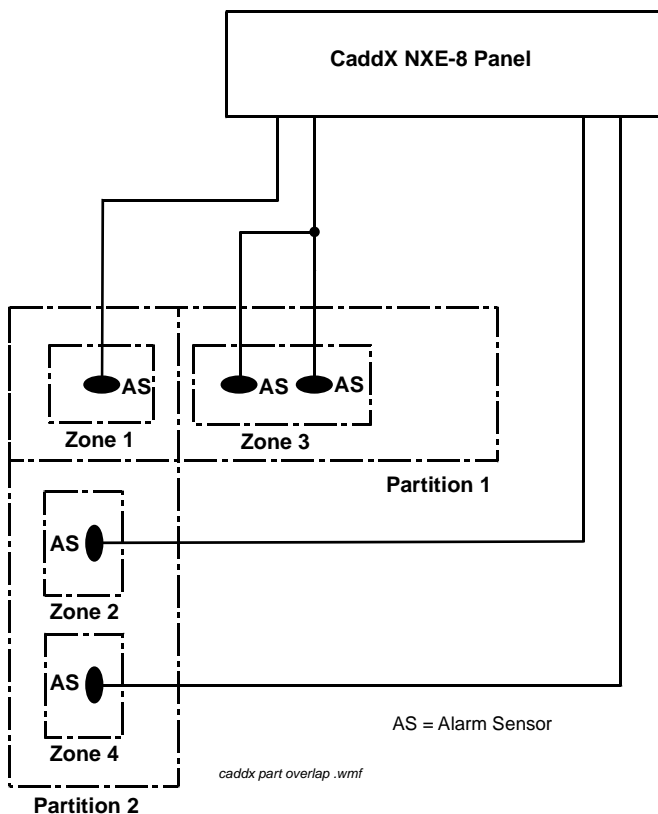 CaddX NXE-8 Panel
AS
AS
AS
Zone 1
Zone 3
Partition 1
AS
Zone 2
AS
Zone 4
AS = Alarm Sensor
caddx part overlap .wmf
Partition 2